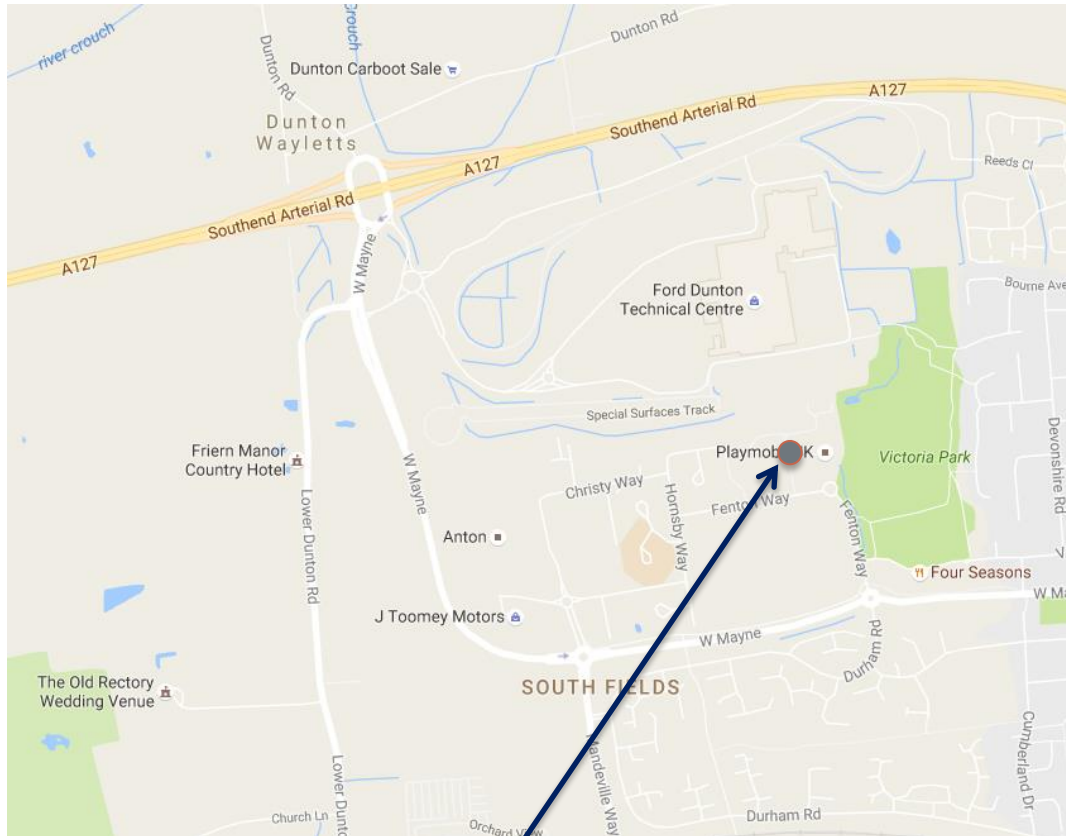 river crouch
Crouch
Dunton Rd
Dunton Rd
Dunton Carboot Sale
Dunton
Wayletts
A127
Southend Arterial Rd
A127
Southend Arterial Rd
A127
Reeds Cl
W Mayne
Ford Dunton
Technical Centre
Bourne Ave
Special Surfaces Track
Friern Manor
Country Hotel
W Mayne
Christy Way
Hornsby Way
Fenton Way
Fenton Way
Victoria Park
Devonshire Rd
Lower Dunton Rd
Anton
Four Seasons
J Toomey Motors
W Mayne
W Ma
Durham Rd
SOUTH FIELDS
The Old Rectory
Wedding Venue
Mandeville Way
Cumberland Dr
Lower Dunto
Church Ln
Orchard View
Durham Rd